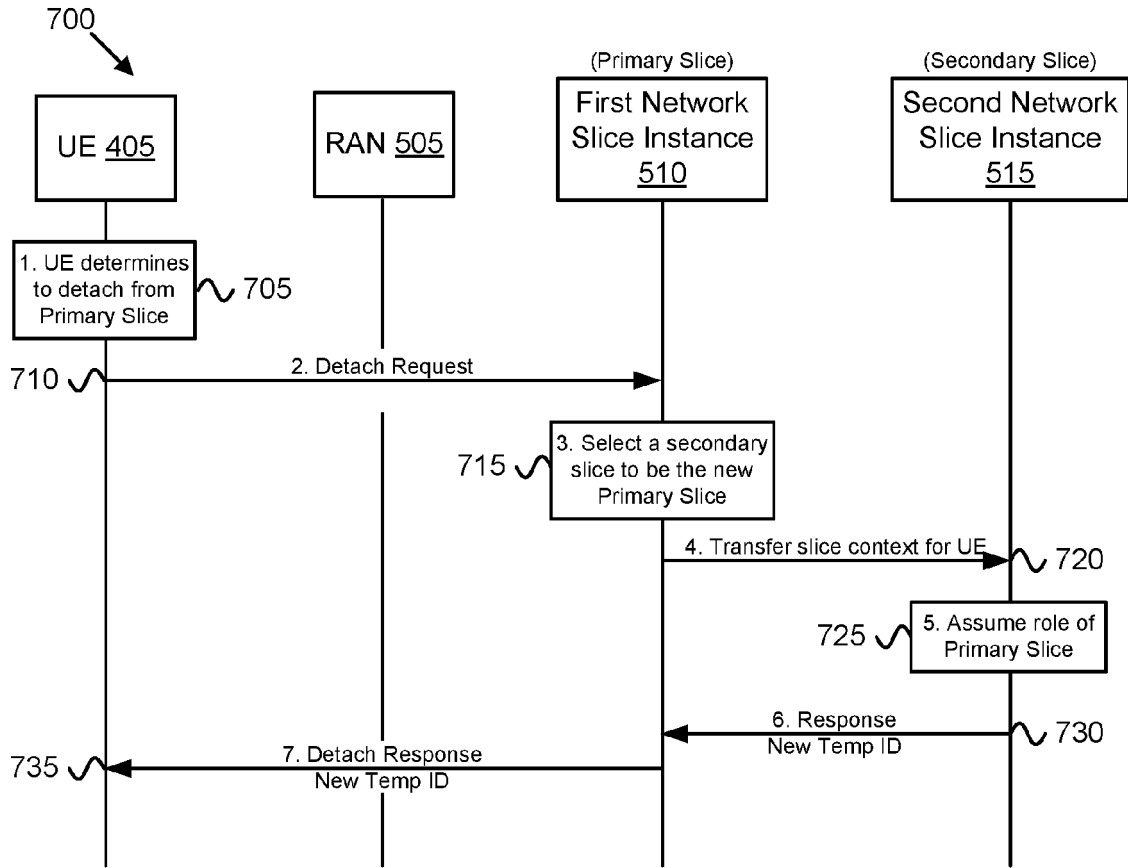 700
(Primary Slice)
(Secondary Slice)
UE 405
RAN 505
First Network
Slice Instance
510
Second Network
Slice Instance
515
1. UE determines
to detach from
Primary Slice
705
710
2. Detach Request
715
3. Select a secondary
slice to be the new
Primary Slice
4. Transfer slice context for UE
720
725
5. Assume role of
Primary Slice
6. Response
New Temp ID
730
735
7. Detach Response
New Temp ID